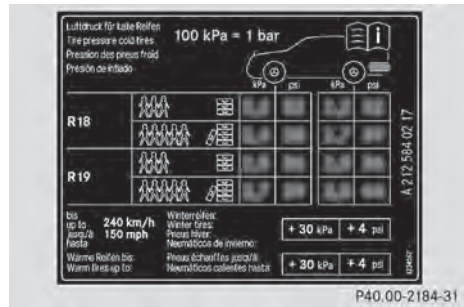 Luftdruck für kalte Reifen
Tire pressure cold tires
Pression des pneus froid
Presión de inflado
100 kPa = 1 bar
i
kPa psi kPa psi
R18
R19
A 212 584 02 17
bis
up to
jusqu'à
hasta
240 km/h
150 mph
Winterreifen:
Winter tires:
Pneus hiver:
Neumáticos de invierno:
+ 30 kPa + 4 psi
Warme Reifen bis:
Warm tires up to:
Pneus échauffés jusqu'à:
Neumáticos calientes hasta:
+ 30 kPa + 4 psi
P40.00-2184-31